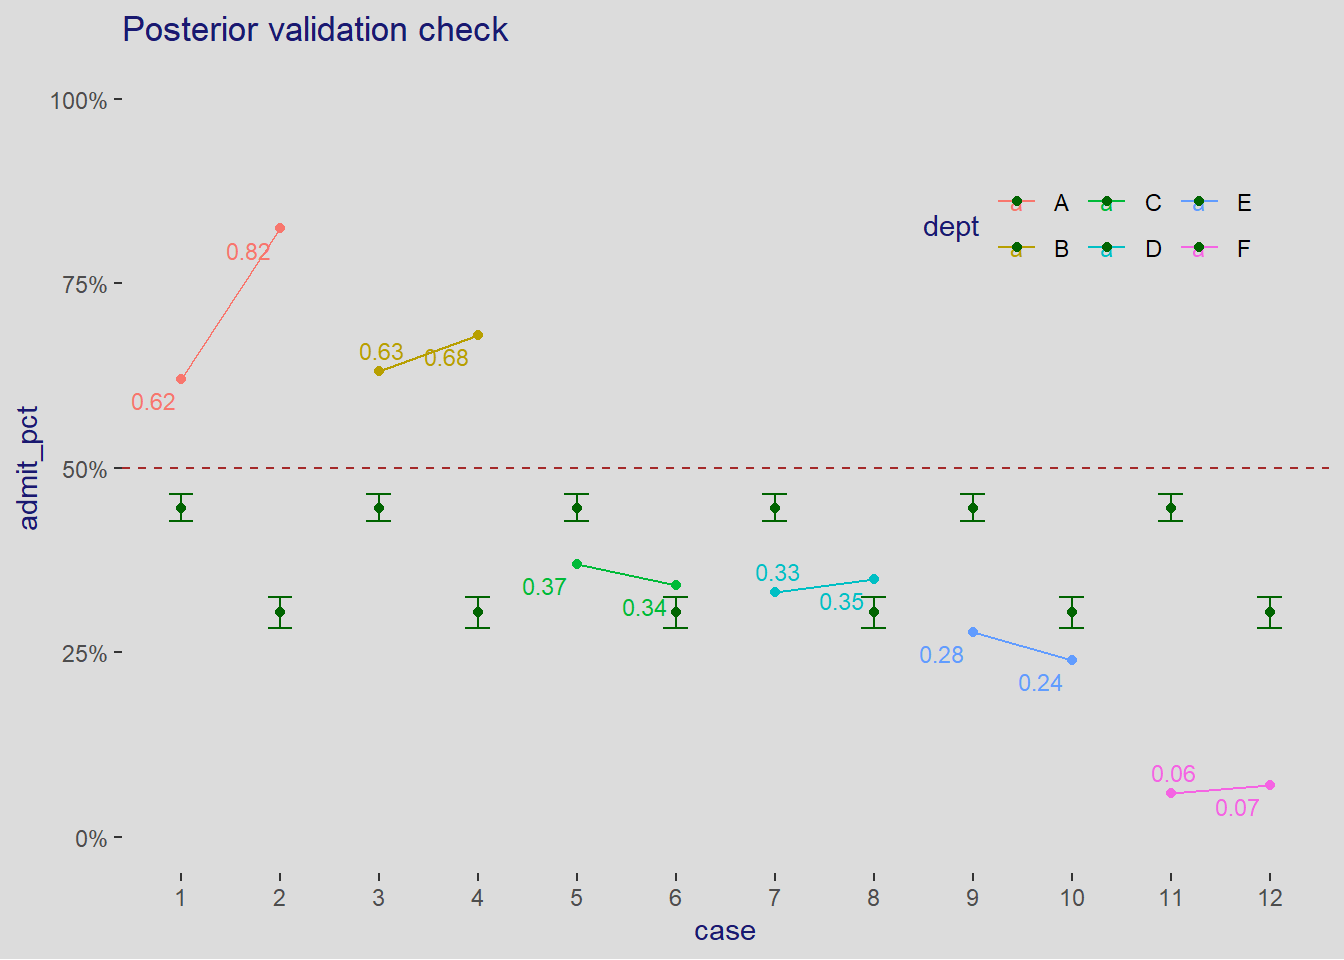 Posterior validation check
100%
75%
50%
25%
0%
admit_pct
dept
a A a C a E
a B a D a F
0.82
0.63
0.68
0.62
0.37
0.34
0.33
0.35
0.28
0.24
0.06
0.07
1 2 3 4 5 6 7 8 9 10 11 12
case